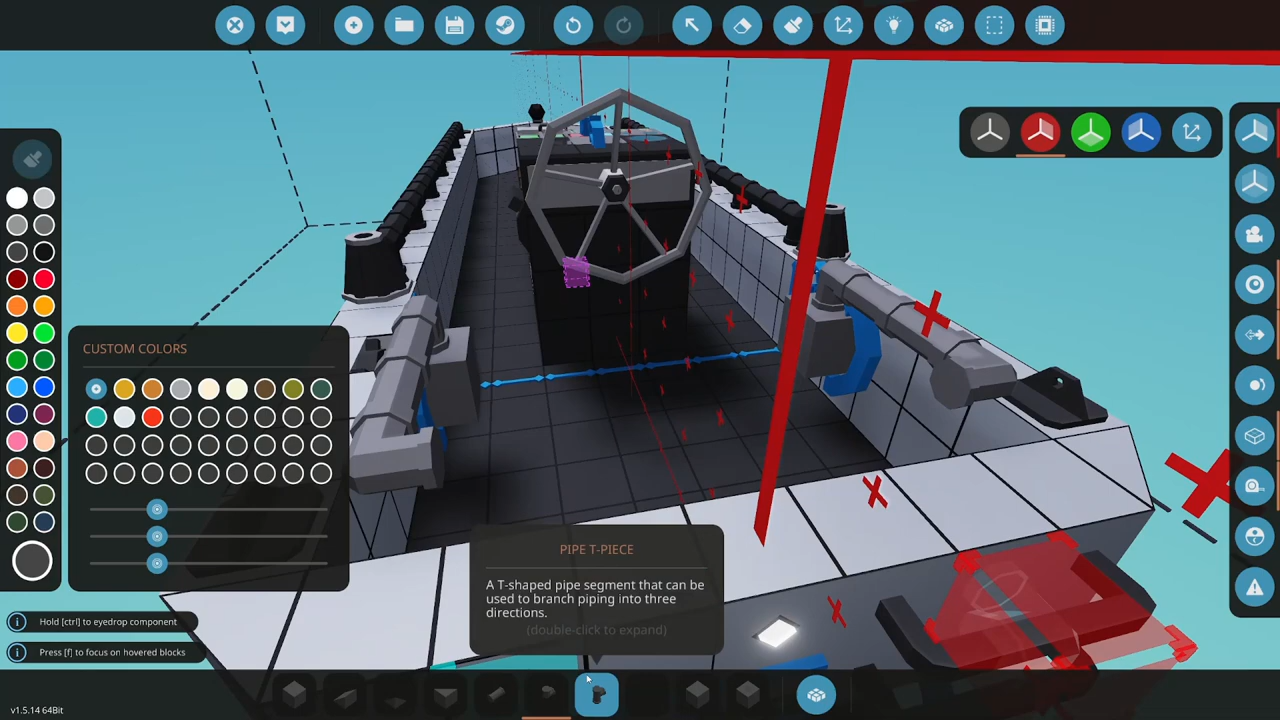 CUSTOM COLORS
PIPE T-PIECE
A T-shaped pipe segment that can be
used to branch piping into three
directions.
(double-click to expand)
Hold [ctrl] to eyedrop component
Press [f] to focus on hovered blocks
v1.5.14 64Bit